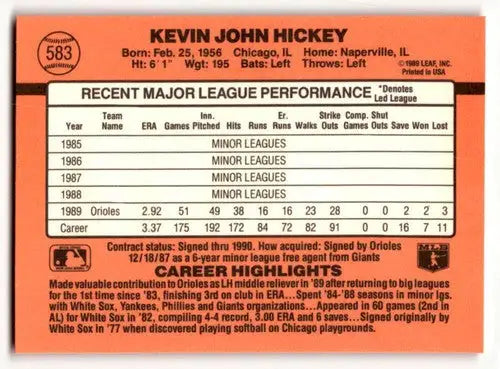 583
KEVIN JOHN HICKEY
Born: Feb. 25, 1956 Chicago, IL Home: Naperville, IL
Ht: 6' 1" Wgt: 195 Bats: Left Throws: Left
©1989 LEAF, INC.
Printed in USA
RECENT MAJOR LEAGUE PERFORMANCE *Denotes Led League
Year Team Name ERA Games Inn. Pitched Hits Runs Er. Runs Walks Strike Outs Comp. Games Shut Outs Save Won Lost
1985 MINOR LEAGUES
1986 MINOR LEAGUES
1987 MINOR LEAGUES
1988 MINOR LEAGUES
1989 Orioles 2.92 51 49 38 16 16 23 28 0 0 2 2 3
Career 3.37 175 192 172 84 72 82 91 0 0 16 7 11
Contract status: Signed thru 1990. How acquired: Signed by Orioles
12/18/87 as a 6-year minor league free agent from Giants
MLB
CAREER HIGHLIGHTS
Made valuable contribution to Orioles as LH middle reliever in '89 after returning to big leagues
for the 1st time since '83, finishing 3rd on club in ERA...Spent '84-'88 seasons in minor lgs.
with White Sox, Yankees, Phillies and Giants organizations...Appeared in 60 games (2nd
in AL) for White Sox in '82, compiling 4-4 record, 3.00 ERA and 6 saves...Signed originally by
White Sox in '77 when discovered playing softball on Chicago playgrounds.